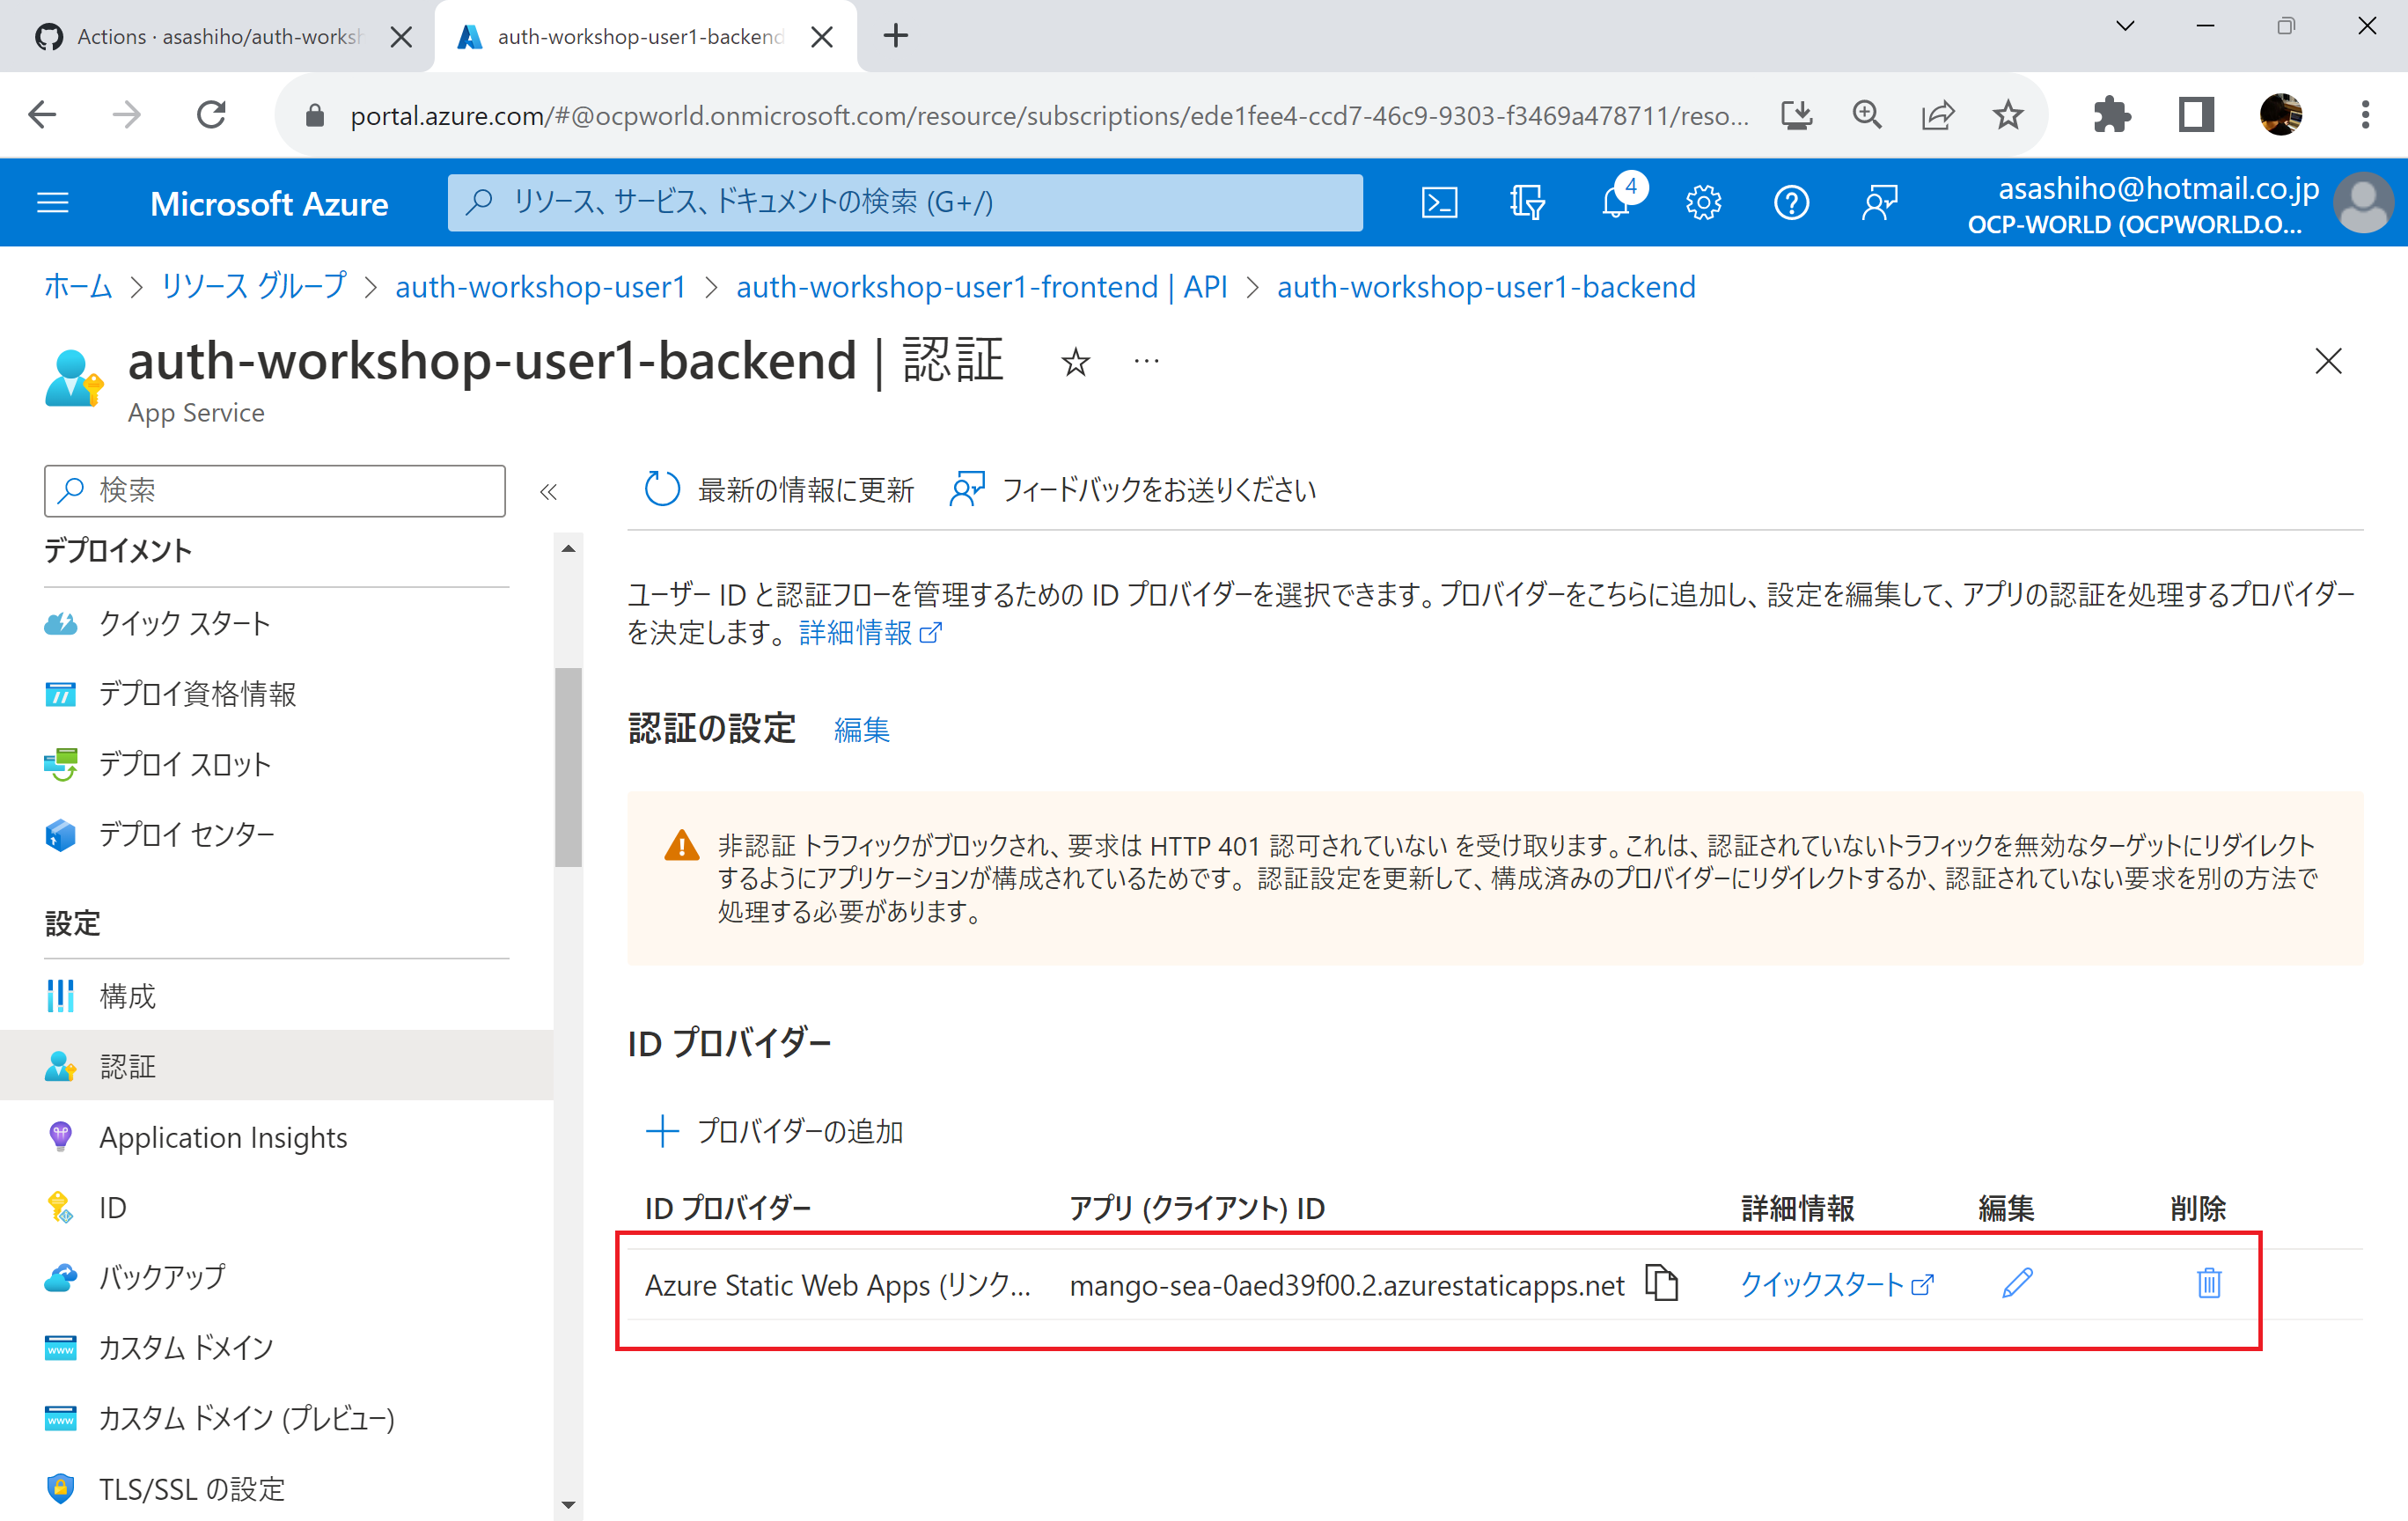 Actions · asashiho/auth-worksh
auth-workshop-user1-backend
portal.azure.com/#@ocpworld.onmicrosoft.com/resource/subscriptions/ede1fee4-ccd7-46c9-9303-f3469a478711/reso...
Microsoft Azure
リソース、サービス、ドキュメントの検索 (G+/)
4
asashiho@hotmail.co.jp
OCP-WORLD (OCPWORLD.O...
ホーム > リソース グループ > auth-workshop-user1 > auth-workshop-user1-frontend | API > auth-workshop-user1-backend
auth-workshop-user1-backend | 認証
App Service
検索
デプロイメント
クイック スタート
デプロイ資格情報
デプロイ スロット
デプロイ センター
設定
構成
認証
Application Insights
ID
バックアップ
カスタム ドメイン
カスタム ドメイン (プレビュー)
TLS/SSL の設定
最新の情報に更新
フィードバックをお送りください
ユーザー ID と認証フローを管理するための ID プロバイダーを選択できます。プロバイダーをこちらに追加し、設定を編集して、アプリの認証を処理するプロバイダー
を決定します。 詳細情報
認証の設定 編集
非認証 トラフィックがブロックされ、要求は HTTP 401 認可されていない を受け取ります。これは、認証されていないトラフィックを無効なターゲットにリダイレクト
するようにアプリケーションが構成されているためです。 認証設定を更新して、構成済みのプロバイダーにリダイレクトするか、認証されていない要求を別の方法で
処理する必要があります。
ID プロバイダー
プロバイダーの追加
ID プロバイダー アプリ (クライアント) ID 詳細情報 編集 削除
Azure Static Web Apps (リンク... mango-sea-0aed39f00.2.azurestaticapps.net クイックスタート